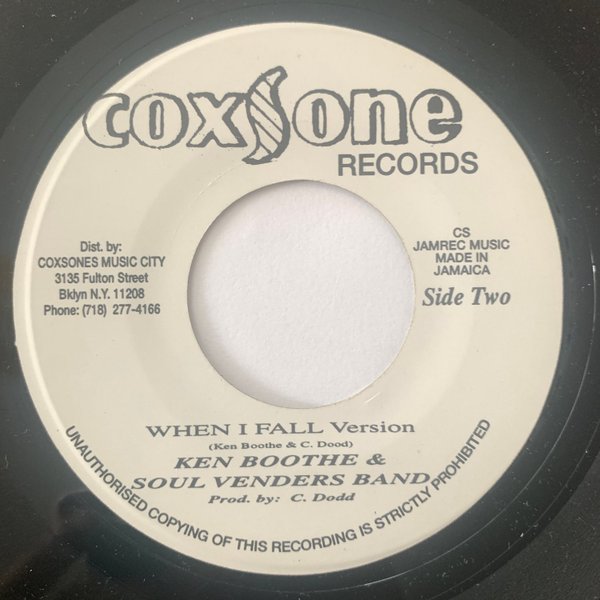 coxsone
RECORDS
Dist. by:
COXSONES MUSIC CITY
3135 Fulton Street
Bklyn N.Y. 11208
Phone: (718) 277-4166
CS
JAMREC MUSIC
MADE IN
JAMAICA
Side Two
WHEN I FALL Version
(Ken Boothe & C. Dood)
KEN BOOTHE &
SOUL VENDERS BAND
Prod. by: C. Dodd
UNAUTHORISED COPYING OF THIS RECORDING IS STRICTLY PROHIBITED